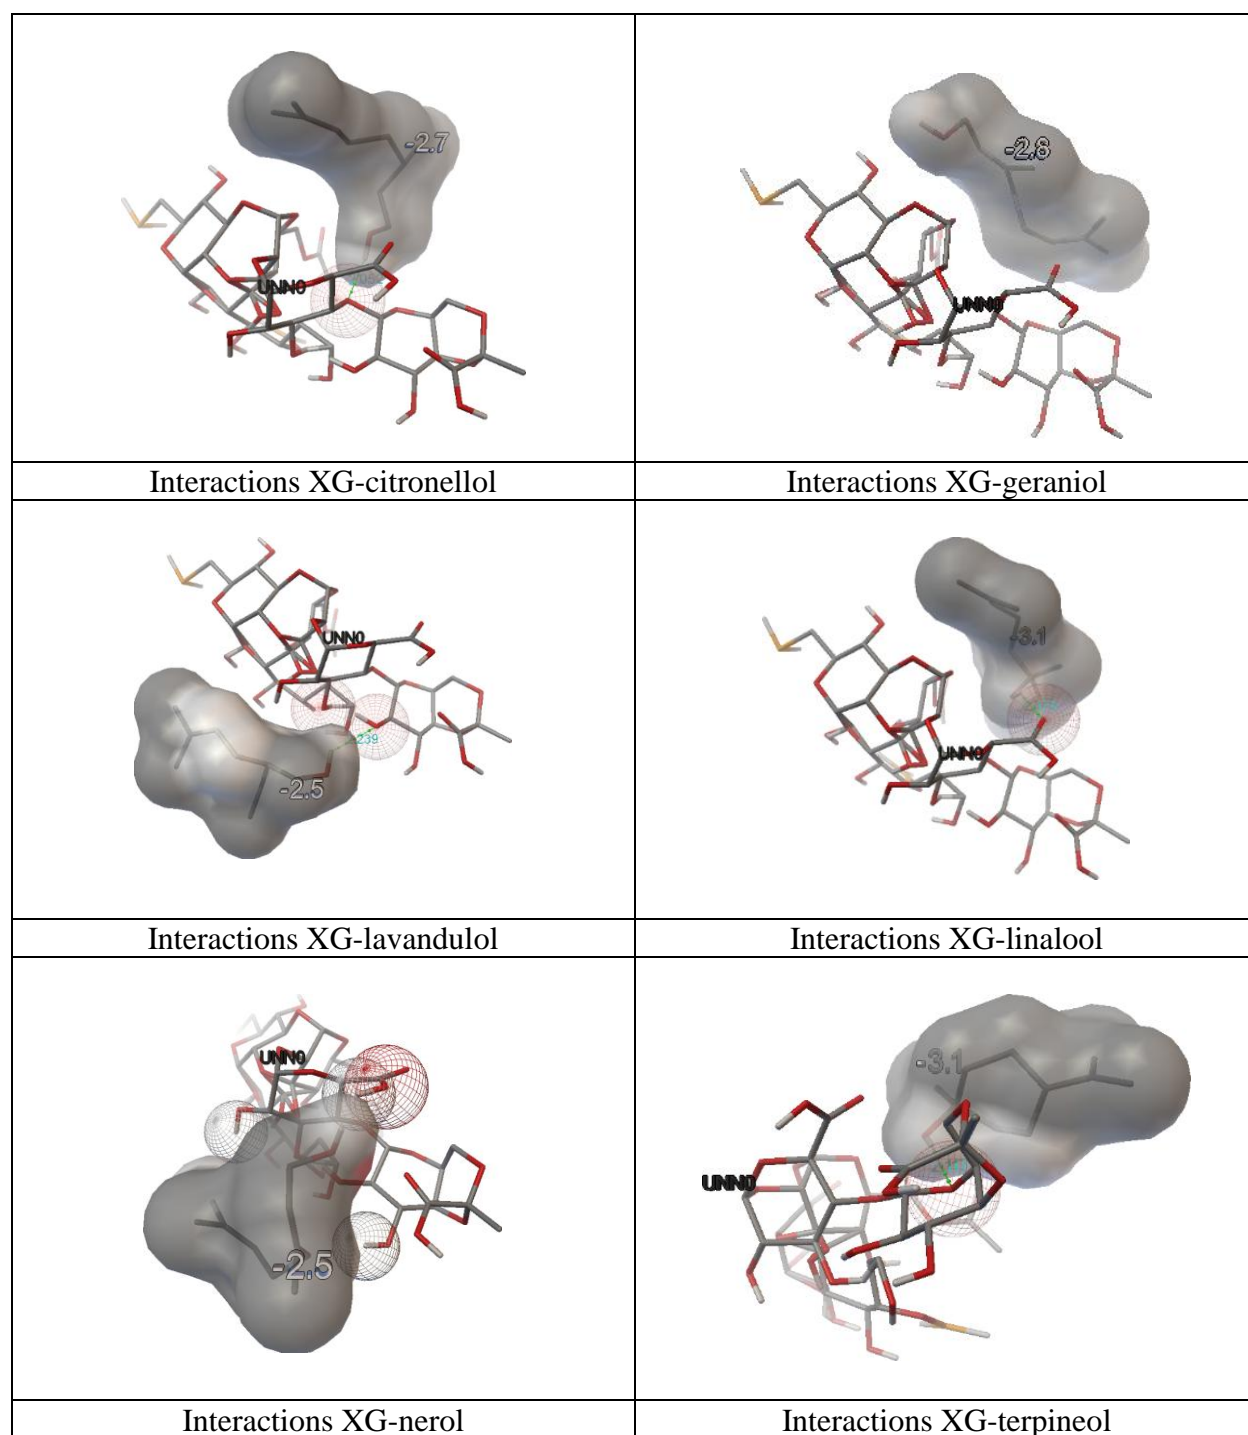 -2.7
UNN0
-2.8
UNN0
Interactions XG-citronellol
Interactions XG-geraniol
UNN0
239
-2.5
-3.1
UNN0
Interactions XG-lavandulol
Interactions XG-linalool
UNN0
-2.5
-3.1
UNN0
Interactions XG-nerol
Interactions XG-terpineol